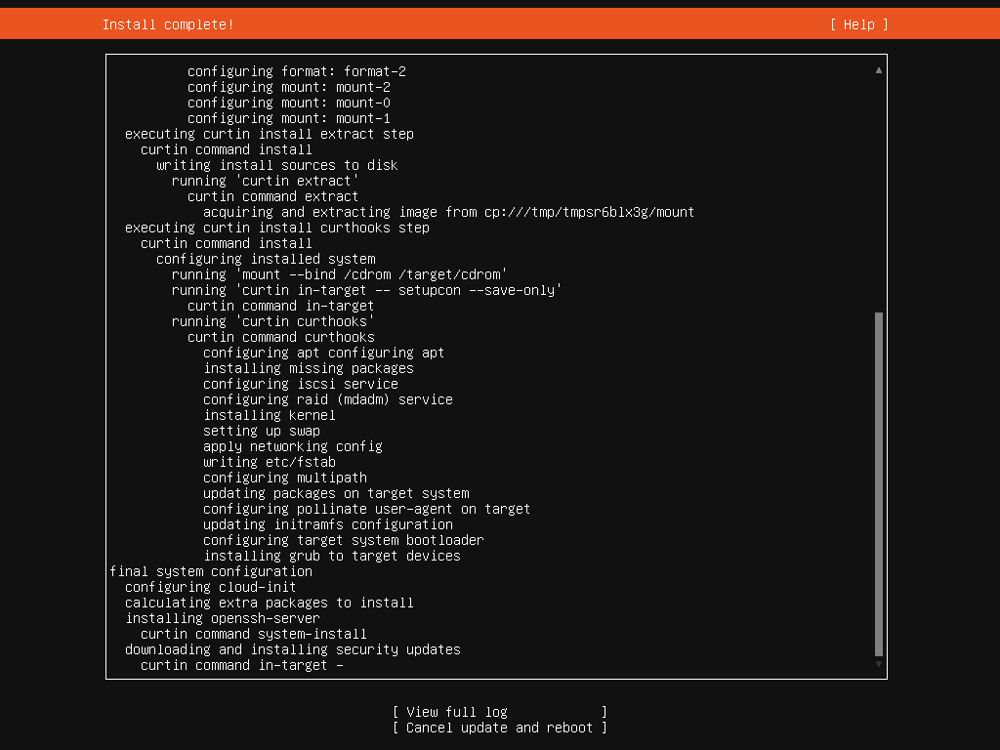 Install complete!
[ Help ]
configuring format: format-2
configuring mount: mount-2
configuring mount: mount-0
configuring mount: mount-1
executing curtin install extract step
curtin command install
writing install sources to disk
running 'curtin extract'
curtin command extract
acquiring and extracting image from cp:///tmp/tmpsr6blx3g/mount
executing curtin install curthooks step
curtin command install
configuring installed system
running 'mount --bind /cdrom /target/cdrom'
running 'curtin in-target -- setupcon --save-only'
curtin command in-target
running 'curtin curthooks'
curtin command curthooks
configuring apt configuring apt
installing missing packages
configuring iscsi service
configuring raid (mdadm) service
installing kernel
setting up swap
apply networking config
writing etc/fstab
configuring multipath
updating packages on target system
configuring pollinate user-agent on target
updating initramfs configuration
configuring target system bootloader
installing grub to target devices
final system configuration
configuring cloud-init
calculating extra packages to install
installing openssh-server
curtin command system-install
downloading and installing security updates
curtin command in-target -
[ View full log ]
[ Cancel update and reboot ]